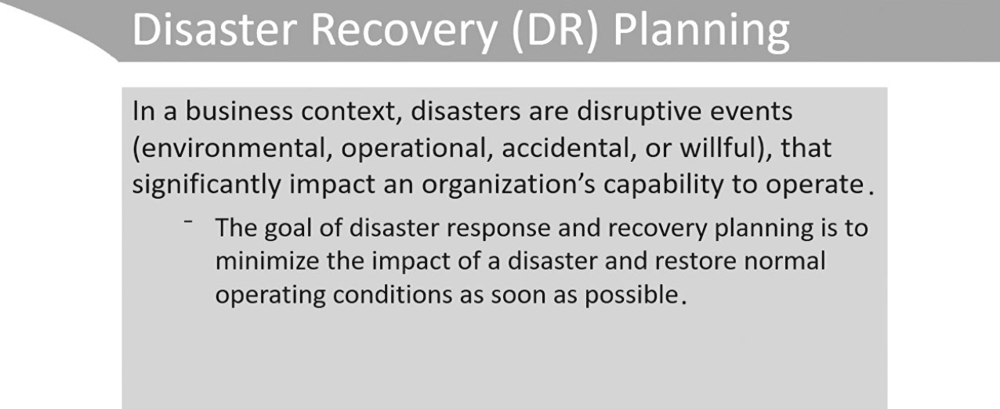 Disaster Recovery (DR) Planning
In a business context, disasters are disruptive events
(environmental, operational, accidental, or willful), that
significantly impact an organization’s capability to operate.
- The goal of disaster response and recovery planning is to
minimize the impact of a disaster and restore normal
operating conditions as soon as possible.